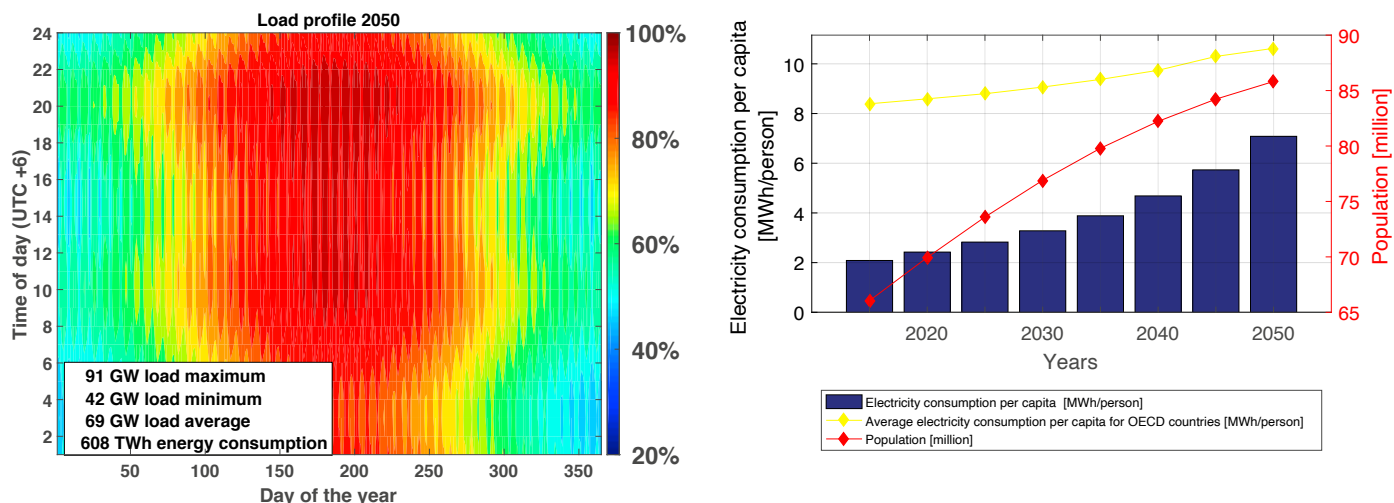 Load profile 2050
24
22
20
18
16
14
12
10
8
6
4
2
Time of day (UTC +6)
91 GW load maximum
42 GW load minimum
69 GW load average
608 TWh energy consumption
50 100 150 200 250 300 350
Day of the year
100%
80%
60%
40%
20%
Electricity consumption per capita
[MWh/person]
10
8
6
4
2
0
2020 2030 2040 2050
Years
90
85
80
75
70
65
Population [million]
Electricity consumption per capita [MWh/person]
Average electricity consumption per capita for OECD countries [MWh/person]
Population [million]